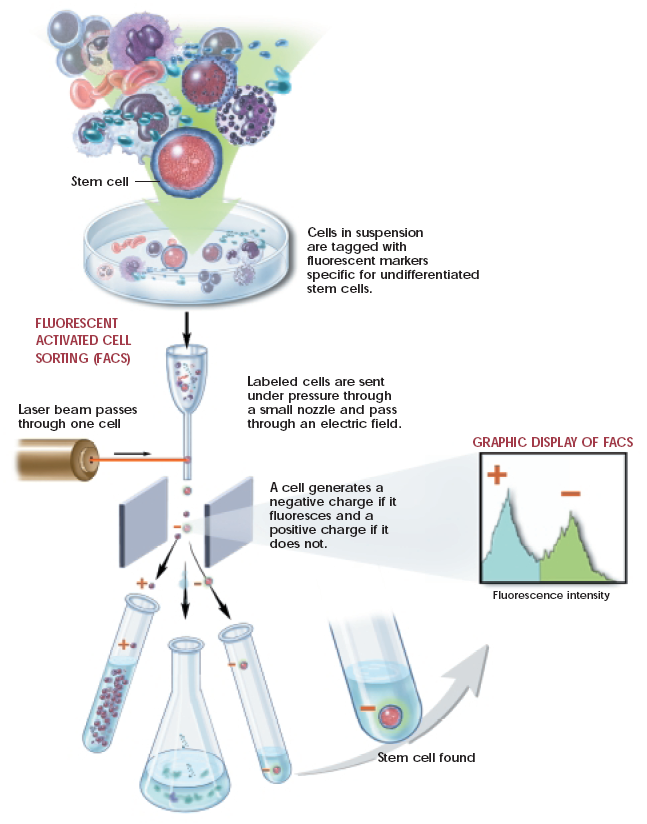 Stem cell
Cells in suspension
are tagged with
fluorescent markers
specific for undifferentiated
stem cells.
FLUORESCENT
ACTIVATED CELL
SORTING (FACS)
Labeled cells are sent
under pressure through
a small nozzle and pass
through an electric field.
Laser beam passes
through one cell
GRAPHIC DISPLAY OF FACS
+ –
A cell generates a
negative charge if it
fluoresces and a
positive charge if it
does not.
–
Fluorescence intensity
+ –
+ –
–
–
Stem cell found